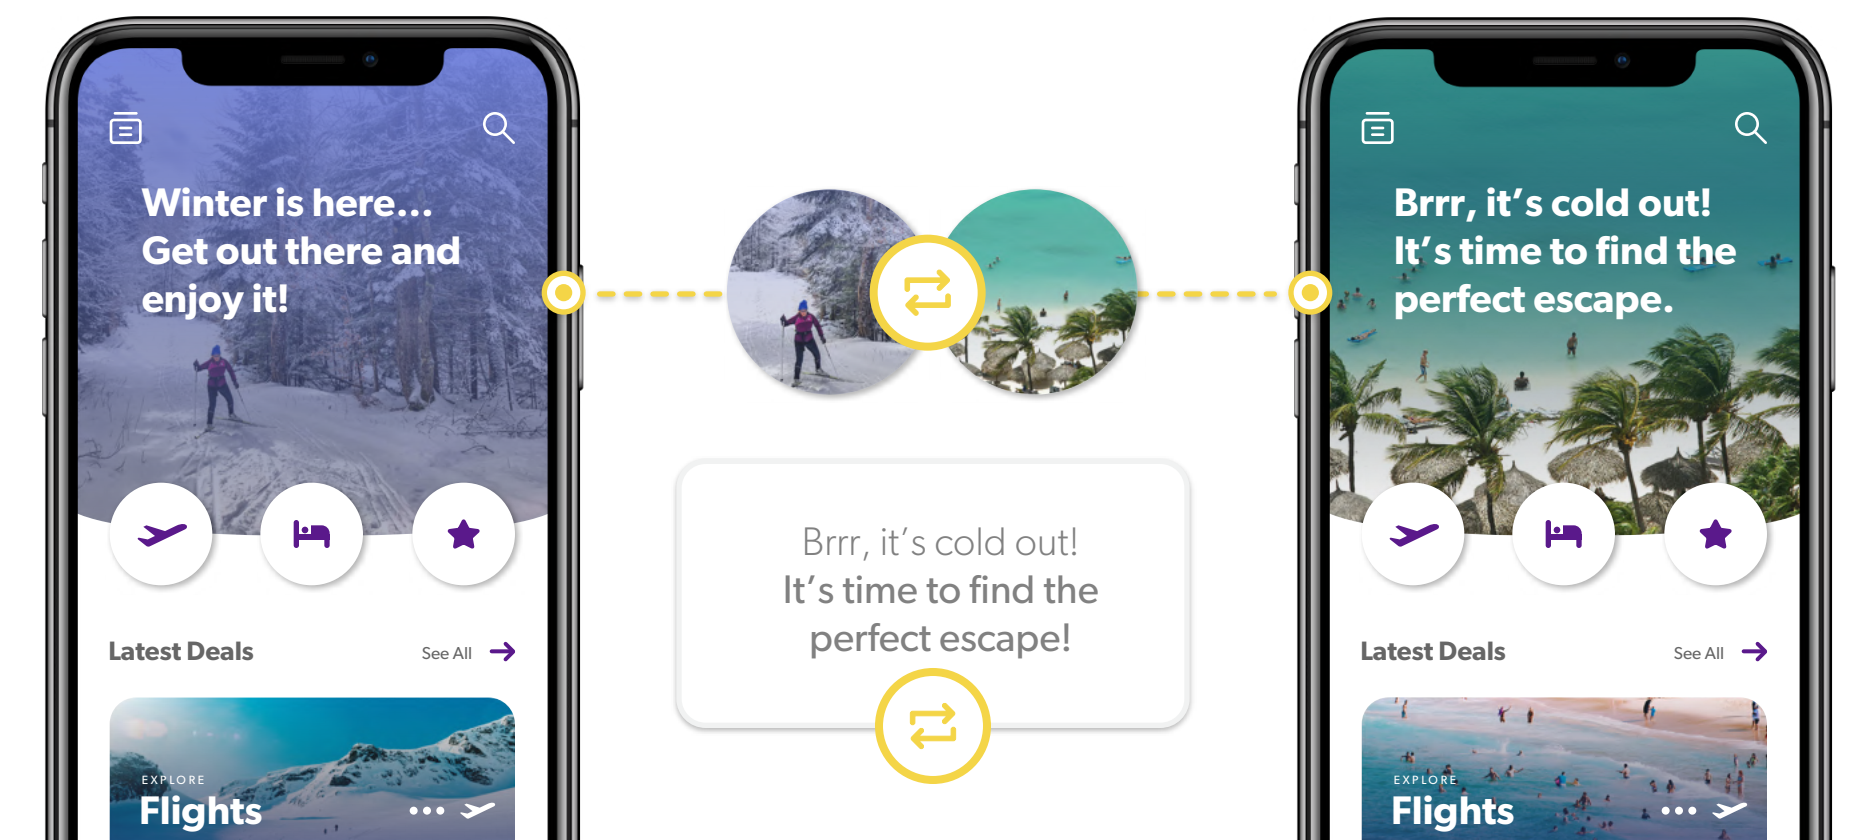 Winter is here...
Get out there and
enjoy it!
Latest Deals
See All
EXPLORE
Flights
Brrr, it's cold out!
It's time to find the
perfect escape!
Brrr, it's cold out!
It's time to find the
perfect escape.
Latest Deals
See All
EXPLORE
Flights